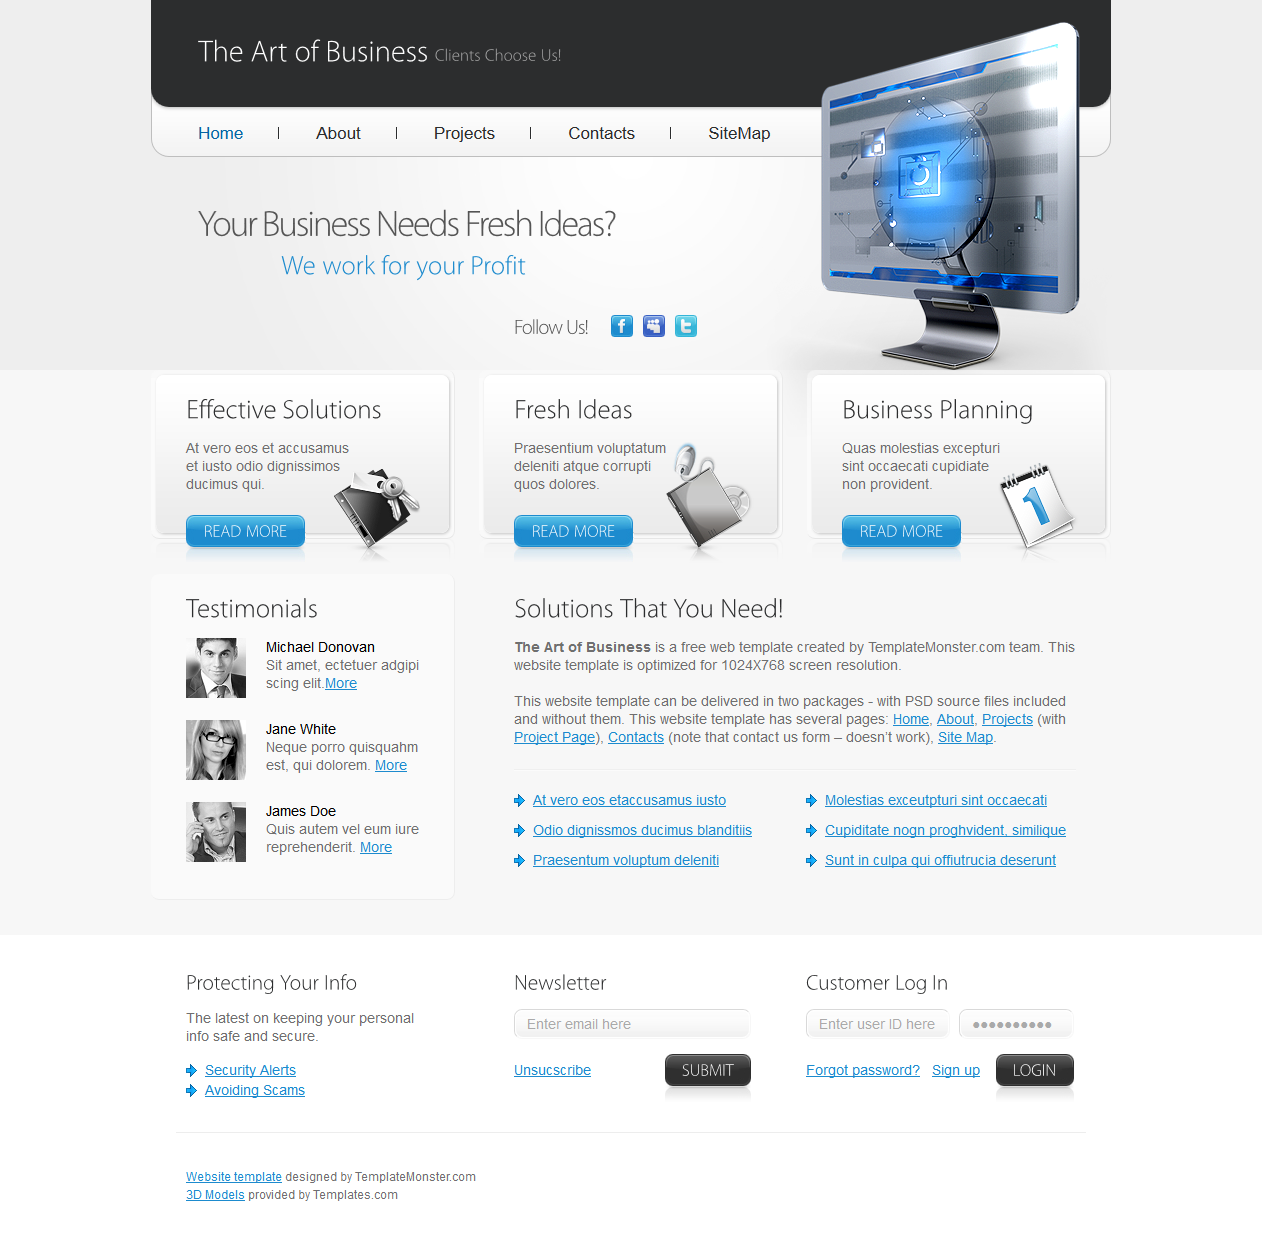 The Art of Business Clients Choose Us!
Home
About
Projects
Contacts
SiteMap
Your Business Needs Fresh Ideas?
We work for your Profit
Follow Us!
Effective Solutions
At vero eos et accusamus
et iusto odio dignissimos
ducimus qui.
READ MORE
Fresh Ideas
Praesentium voluptatum
deleniti atque corrupti
quos dolores.
READ MORE
Business Planning
Quas molestias excepturi
sint occaecati cupidiate
non provident.
READ MORE
1
Testimonials
Michael Donovan
Sit amet, ectetuer adgipi
scing elit.More
Jane White
Neque porro quisquahm
est, qui dolorem. More
James Doe
Quis autem vel eum iure
reprehenderit. More
Solutions That You Need!
The Art of Business is a free web template created by TemplateMonster.com team. This
website template is optimized for 1024X768 screen resolution.
This website template can be delivered in two packages - with PSD source files included
and without them. This website template has several pages: Home, About, Projects (with
Project Page), Contacts (note that contact us form – doesn't work), Site Map.
At vero eos etaccusamus iusto
Odio dignissmos ducimus blanditiis
Praesentum voluptum deleniti
Molestias exceutpturi sint occaecati
Cupiditate nogn proghvident, similique
Sunt in culpa qui offiutrucia deserunt
Protecting Your Info
The latest on keeping your personal
info safe and secure.
Security Alerts
Avoiding Scams
Newsletter
Enter email here
Unsucscribe
SUBMIT
Customer Log In
Enter user ID here
Forgot password?
Sign up
LOGIN
Website template designed by TemplateMonster.com
3D Models provided by Templates.com